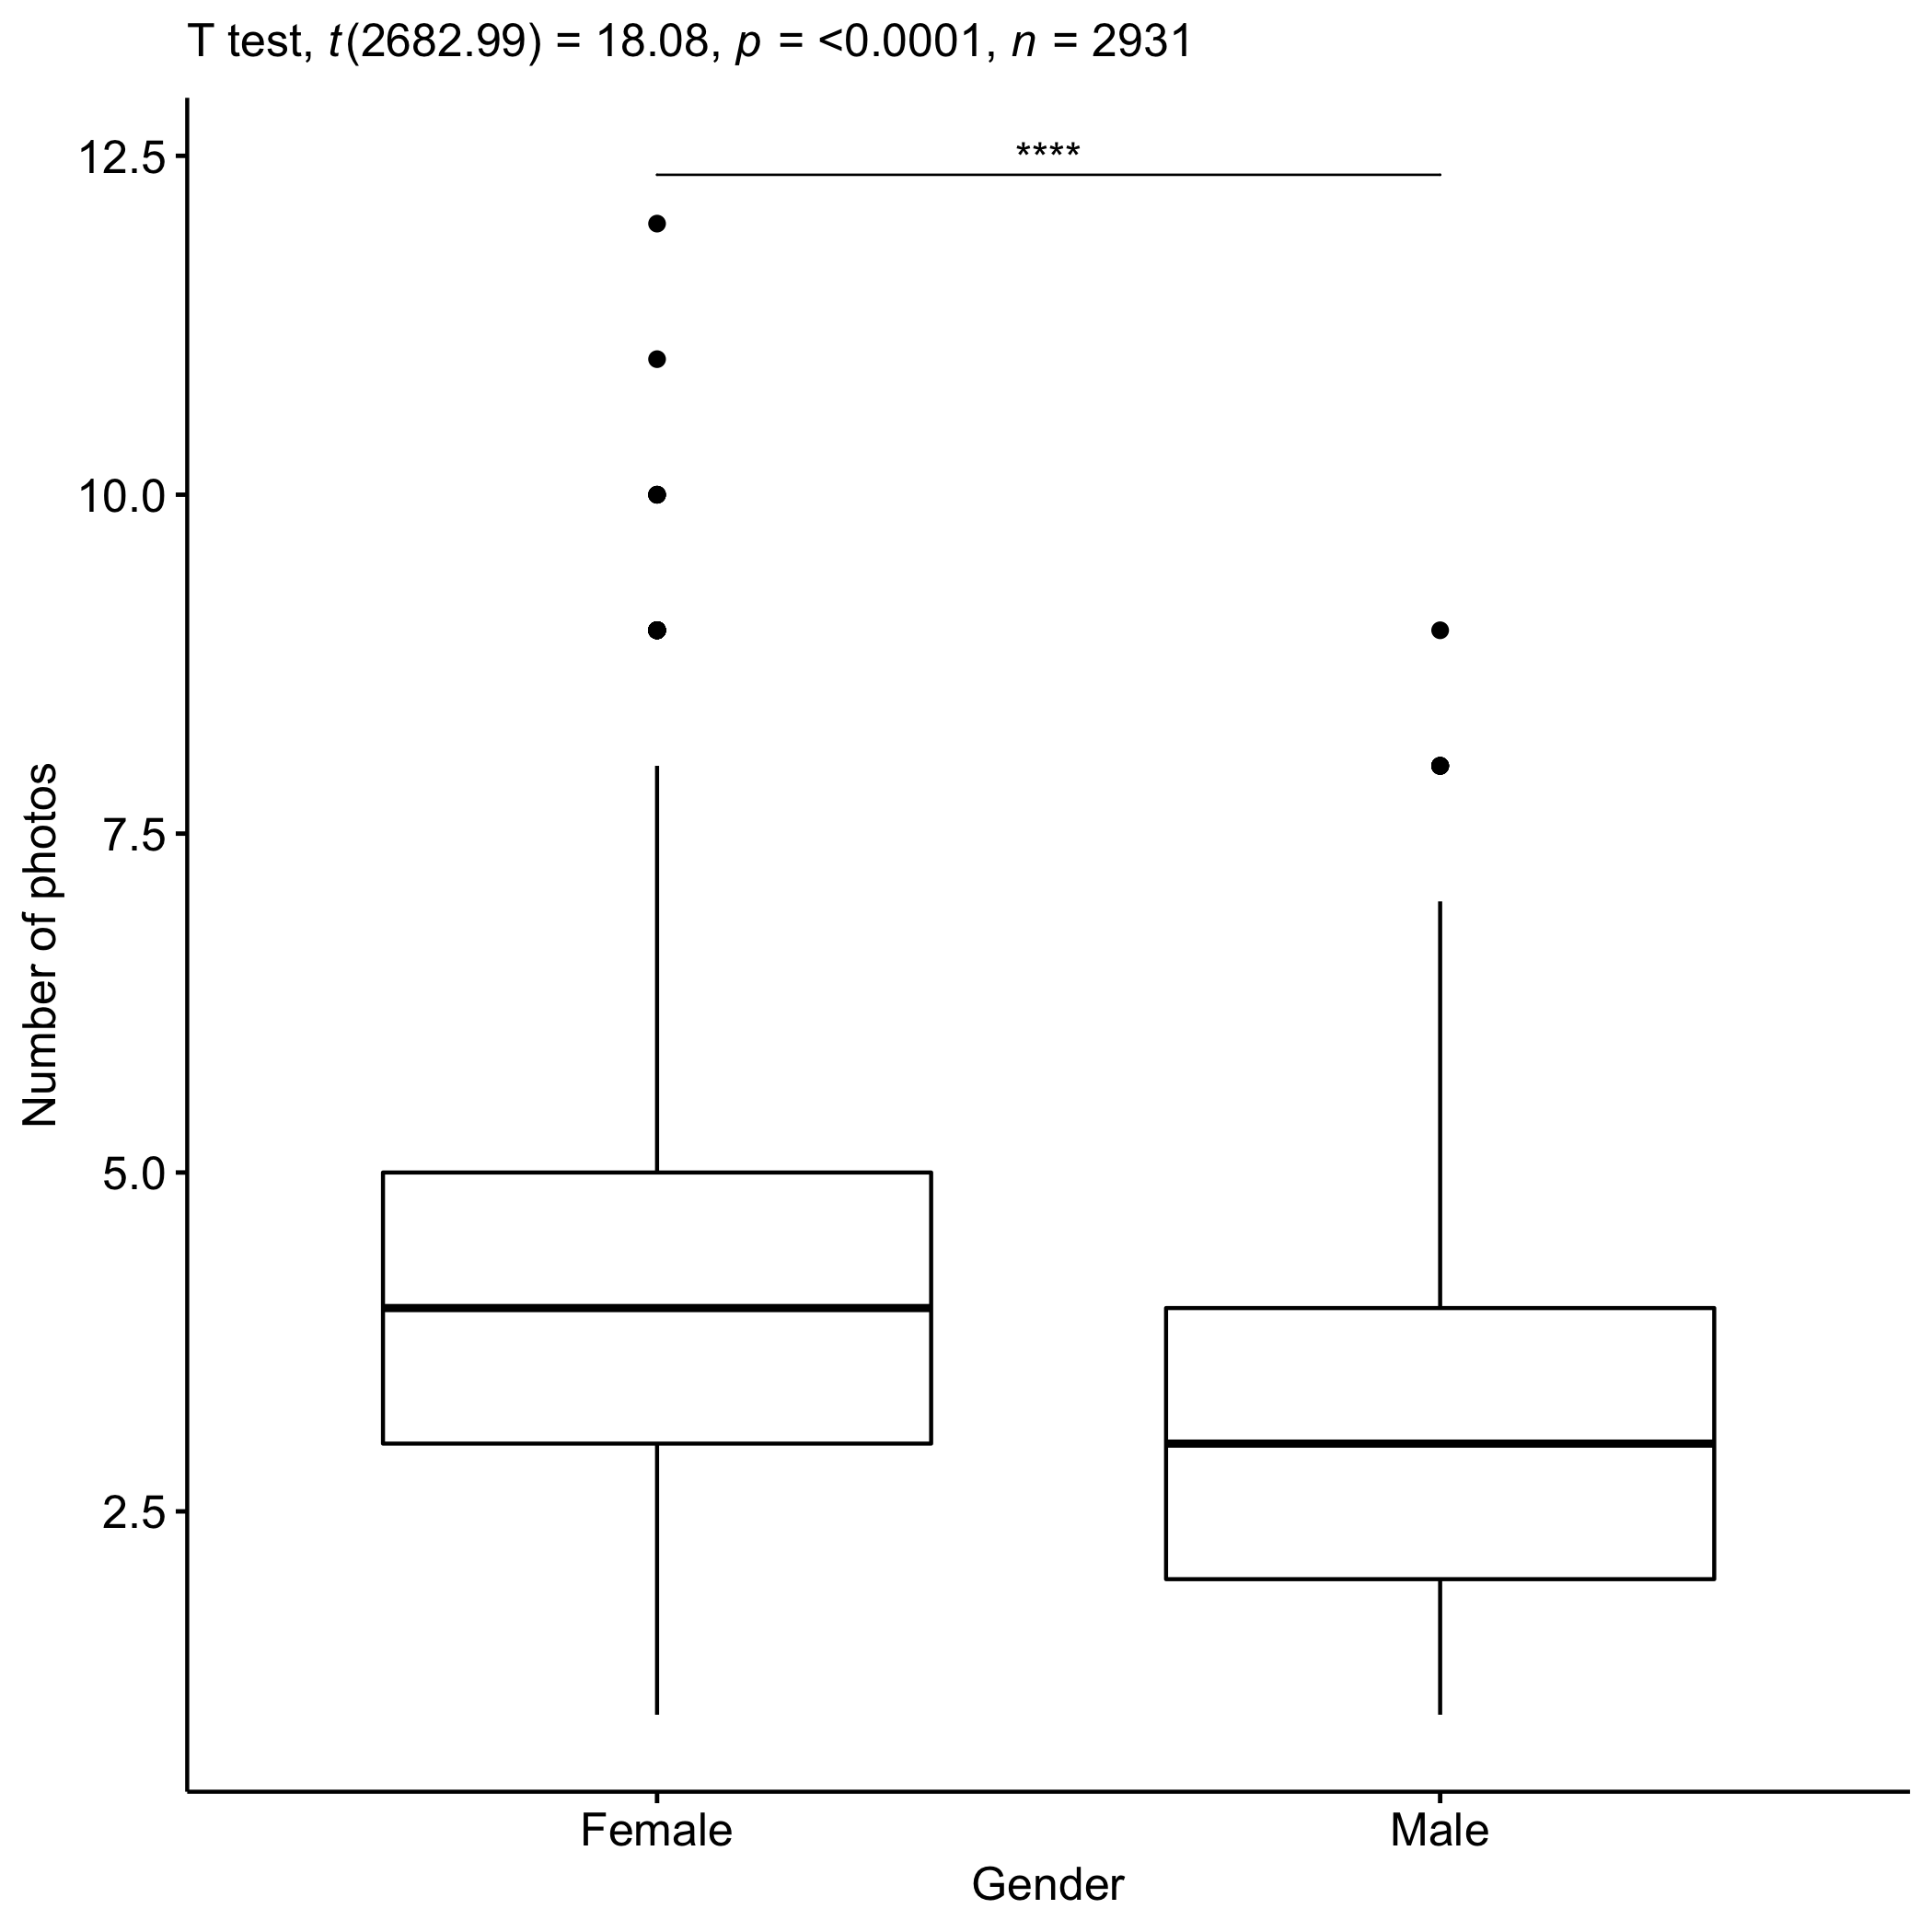 T test, t(2682.99) = 18.08, p = <0.0001, n = 2931
12.5
****
10.0
7.5
5.0
2.5
Number of photos
Female
Male
Gender